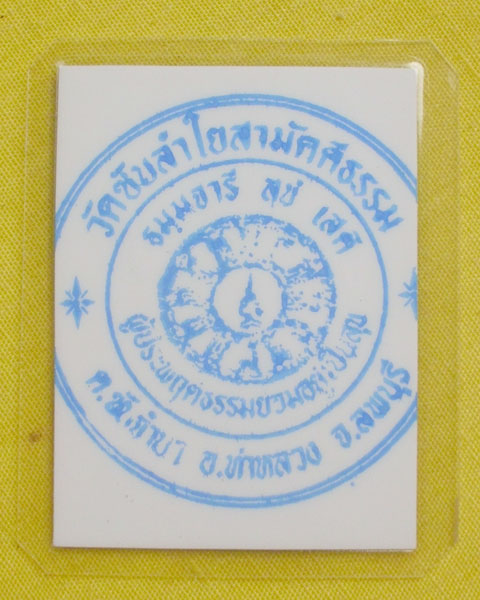 วัดซับลำใยสามัคคีธรรม
ธมฺมจารี สุขํ เสติ
ผู้ประพฤติธรรมย่อมอยู่เป็นสุข
ต.ซับจำปา อ.ท่าหลวง จ.ลพบุรี